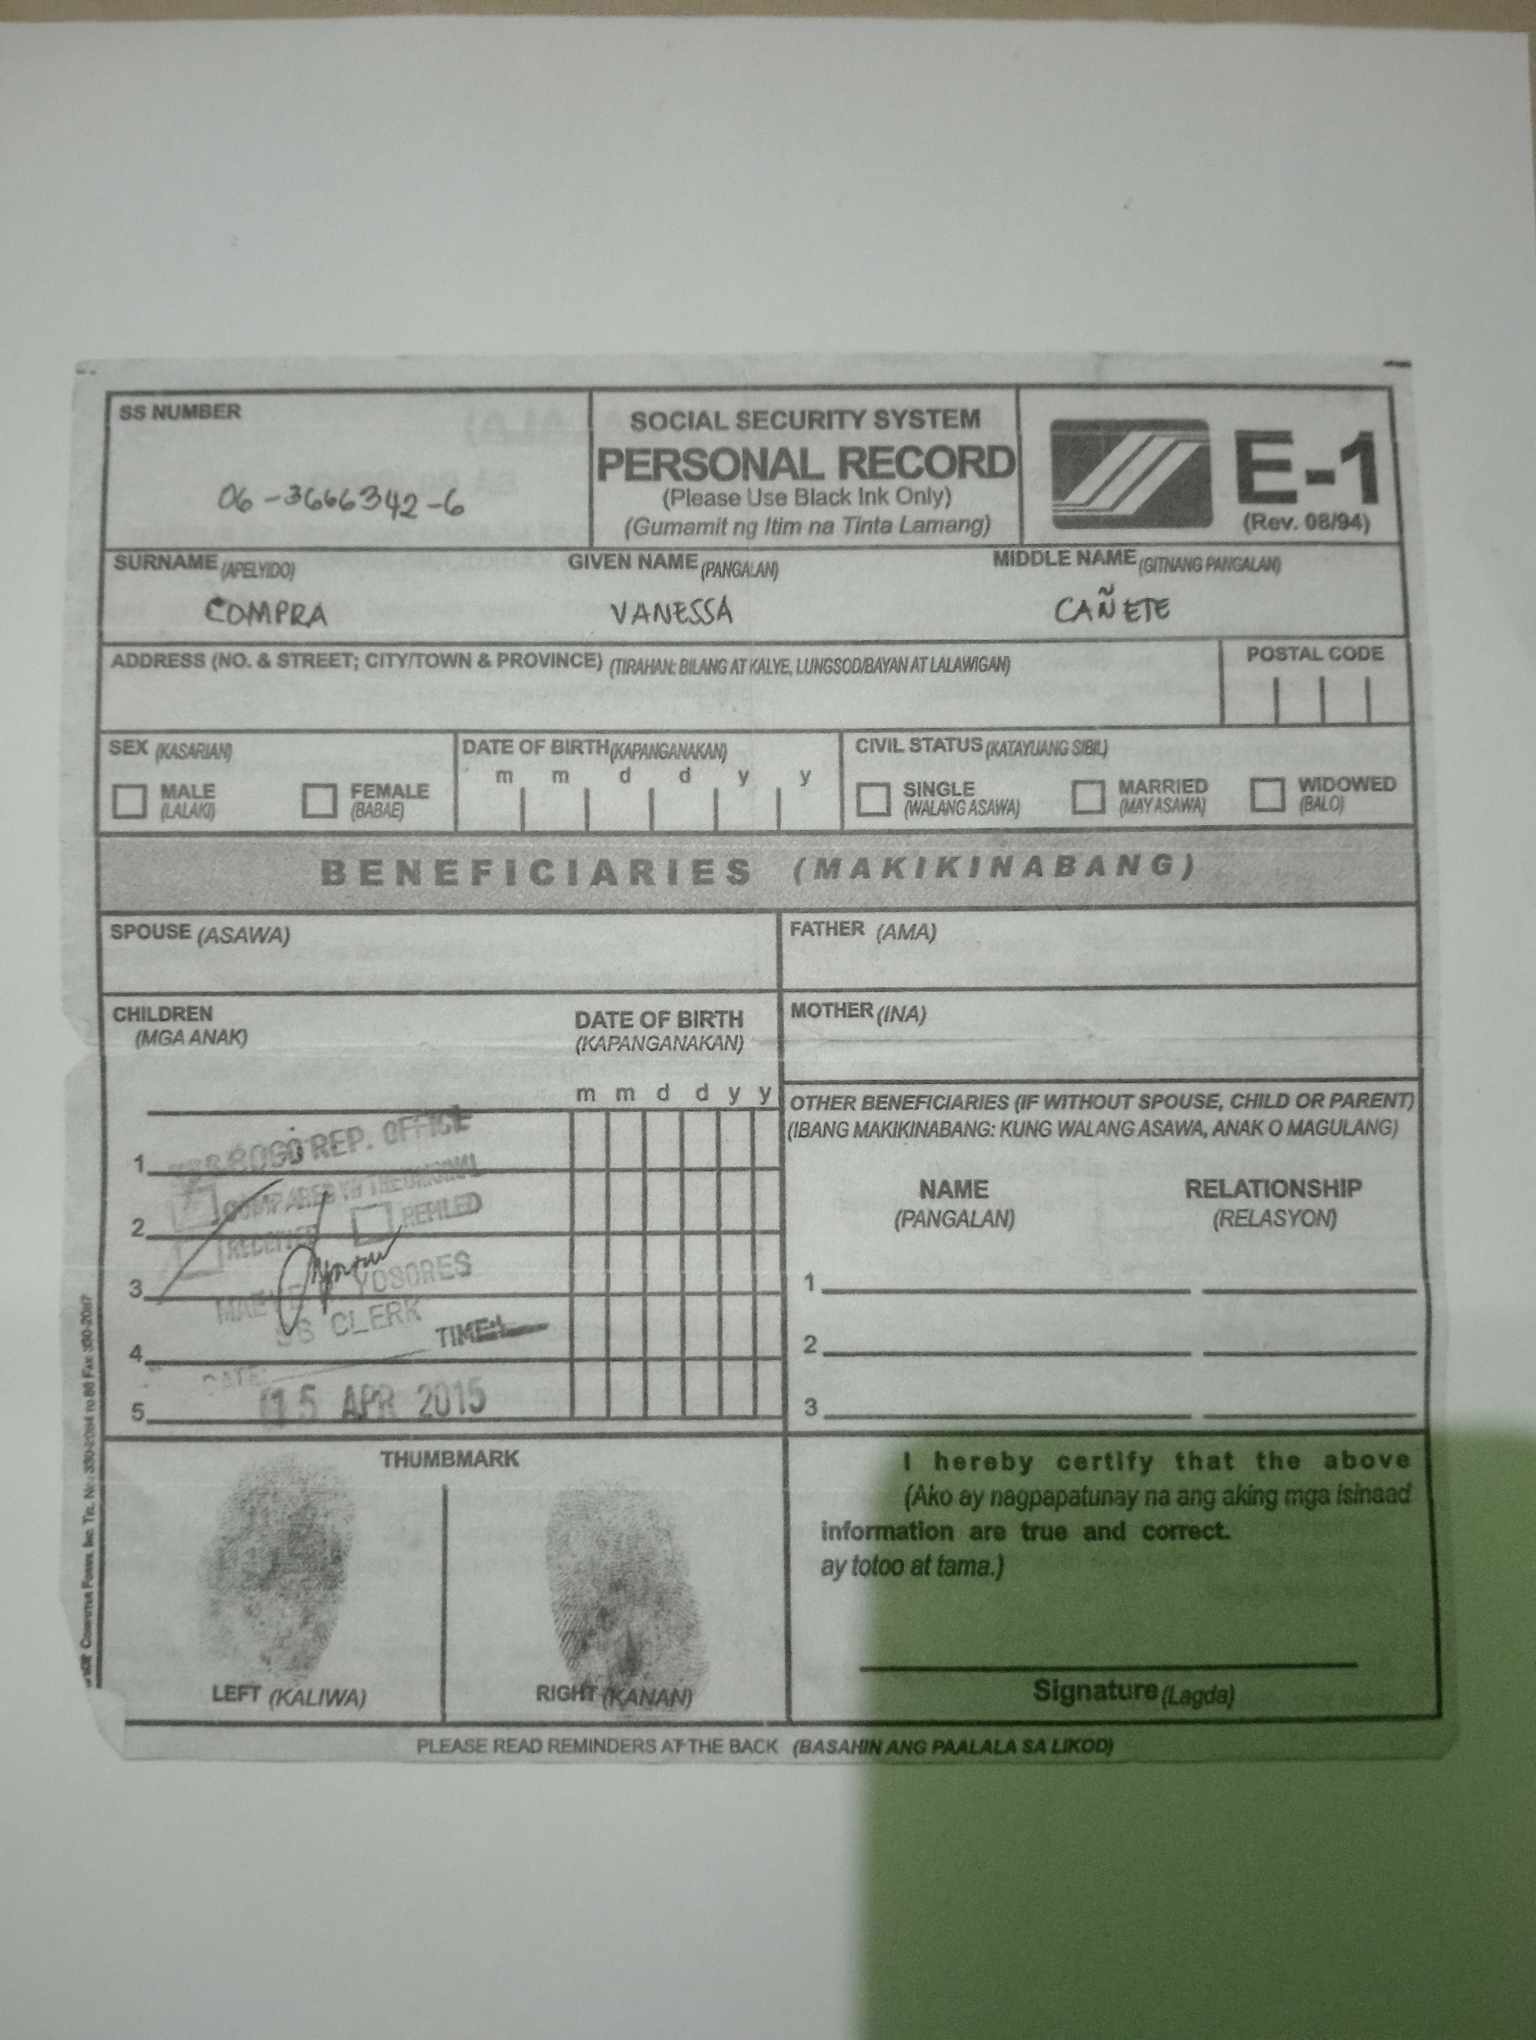 SS NUMBER
06-3666342-6
SOCIAL SECURITY SYSTEM
PERSONAL RECORD
(Please Use Black Ink Only)
(Gumamit ng Itim na Tinta Lamang)
E-1
(Rev. 08/94)
SURNAME (APELYIDO) GIVEN NAME (PANGALAN) MIDDLE NAME (GITNANG PANGALAN)
COMPRA VANESSA CAÑETE
ADDRESS (NO. & STREET; CITY/TOWN & PROVINCE) (TIRAHAN: BILANG AT KALYE, LUNGSOD/BAYAN AT LALAWIGAN) POSTAL CODE
SEX (KASARIAN) DATE OF BIRTH (KAPANGANAKAN) CIVIL STATUS (KATAYUANG SIBIL)
m m d d y y
MALE FEMALE SINGLE MARRIED WIDOWED
(LALAKI) (BABAE) (WALANG ASAWA) (MAY ASAWA) (BALO)
BENEFICIARIES (MAKIKINABANG)
SPOUSE (ASAWA) FATHER (AMA)
CHILDREN
(MGA ANAK)
DATE OF BIRTH
(KAPANGANAKAN)
MOTHER (INA)
m m d d y y
OTHER BENEFICIARIES (IF WITHOUT SPOUSE, CHILD OR PARENT)
(IBANG MAKIKINABANG: KUNG WALANG ASAWA, ANAK O MAGULANG)
NAME RELATIONSHIP
(PANGALAN) (RELASYON)
1
2
3
4
5
REP. OFFICE
COMPARED W/ THE ORIGINAL
RECEIVED REFILED
YOSORES
SS CLERK
TIME:
DATE:
15 APR 2015
1
2
3
THUMBMARK
LEFT (KALIWA) RIGHT (KANAN)
I hereby certify that the above
(Ako ay nagpapatunay na ang aking mga isinaad
information are true and correct.
ay totoo at tama.)
Signature (Lagda)
PLEASE READ REMINDERS AT THE BACK (BASAHIN ANG PAALALA SA LIKOD)